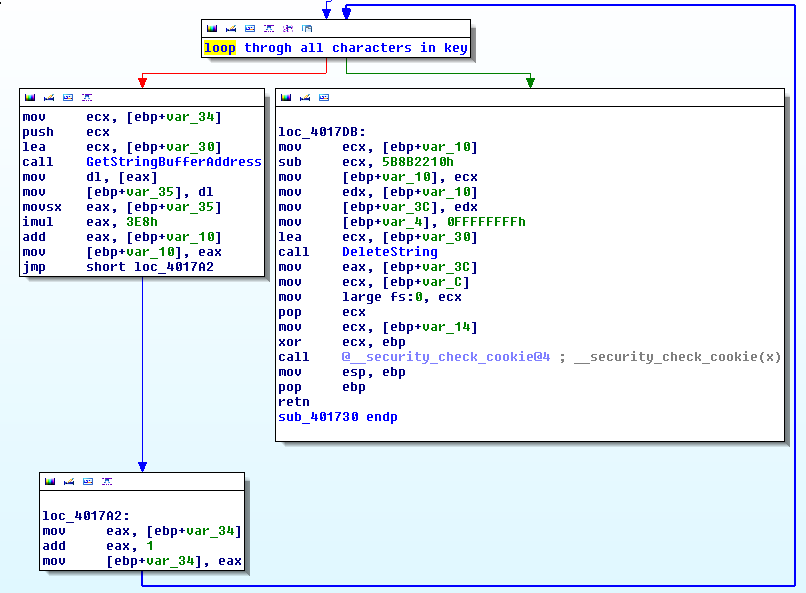 loop throgh all characters in key
mov ecx, [ebp+var_34]
push ecx
lea ecx, [ebp+var_30]
call GetStringBufferAddress
mov dl, [eax]
mov [ebp+var_35], dl
movsx eax, [ebp+var_35]
imul eax, 3E8h
add eax, [ebp+var_10]
mov [ebp+var_10], eax
jmp short loc_4017A2
loc_4017DB:
mov ecx, [ebp+var_10]
sub ecx, 5B8B2210h
mov [ebp+var_10], ecx
mov edx, [ebp+var_10]
mov [ebp+var_3C], edx
mov [ebp+var_4], 0FFFFFFFFh
lea ecx, [ebp+var_30]
call DeleteString
mov eax, [ebp+var_3C]
mov ecx, [ebp+var_C]
mov large fs:0, ecx
pop ecx
mov ecx, [ebp+var_14]
xor ecx, ebp
call @__security_check_cookie@4 ; __security_check_cookie(x)
mov esp, ebp
pop ebp
retn
sub_401730 endp
loc_4017A2:
mov eax, [ebp+var_34]
add eax, 1
mov [ebp+var_34], eax